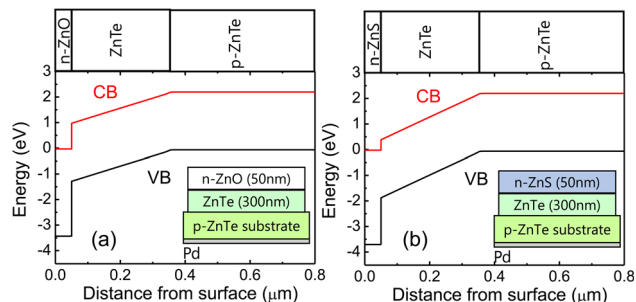 n-ZnO
ZnTe
p-ZnTe
3
2
1
0
-1
-2
-3
-4
Energy (eV)
CB
VB
n-ZnO (50nm)
ZnTe (300nm)
p-ZnTe substrate
Pd
(a)
0.0 0.2 0.4 0.6 0.8
Distance from surface (μm)
n-ZnS
ZnTe
p-ZnTe
3
2
1
0
-1
-2
-3
-4
Energy (eV)
CB
VB
n-ZnS (50nm)
ZnTe (300nm)
p-ZnTe substrate
Pd
(b)
0.0 0.2 0.4 0.6 0.8
Distance from surface (μm)